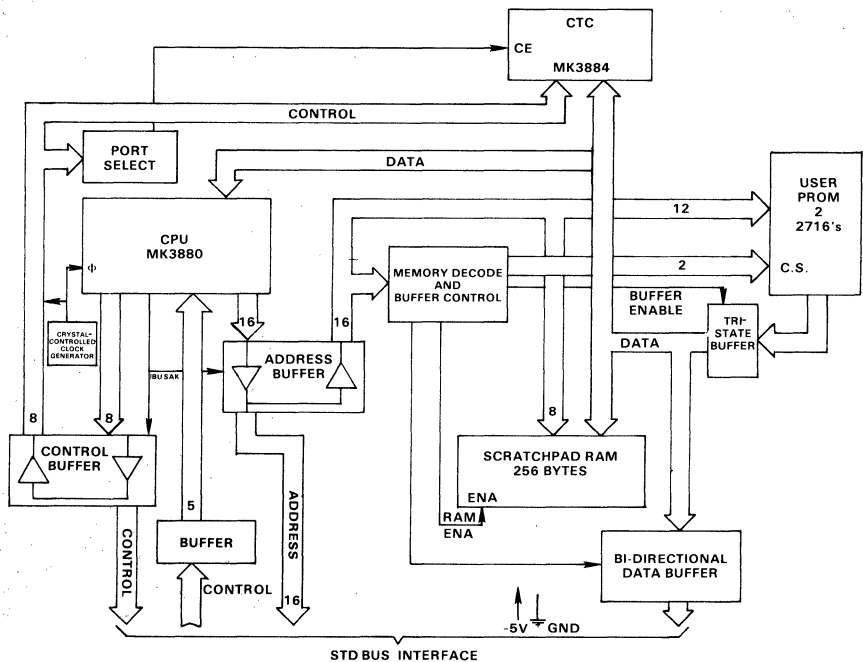 CTC
CE
MK3884
CONTROL
PORT
SELECT
DATA
USER
PROM
2
2716's
C.S.
12
CPU
MK3880
ϕ
MEMORY DECODE
AND
BUFFER CONTROL
2
BUFFER
ENABLE
TRI-
STATE
BUFFER
CRYSTAL-
CONTROLLED
CLOCK
GENERATOR
16
16
ADDRESS
BUFFER
BUSAK
DATA
8
8
8
CONTROL
BUFFER
SCRATCHPAD RAM
256 BYTES
ENA
RAM
ENA
5
BUFFER
ADDRESS
16
CONTROL
CONTROL
BI-DIRECTIONAL
DATA BUFFER
-5V
GND
STD BUS INTERFACE